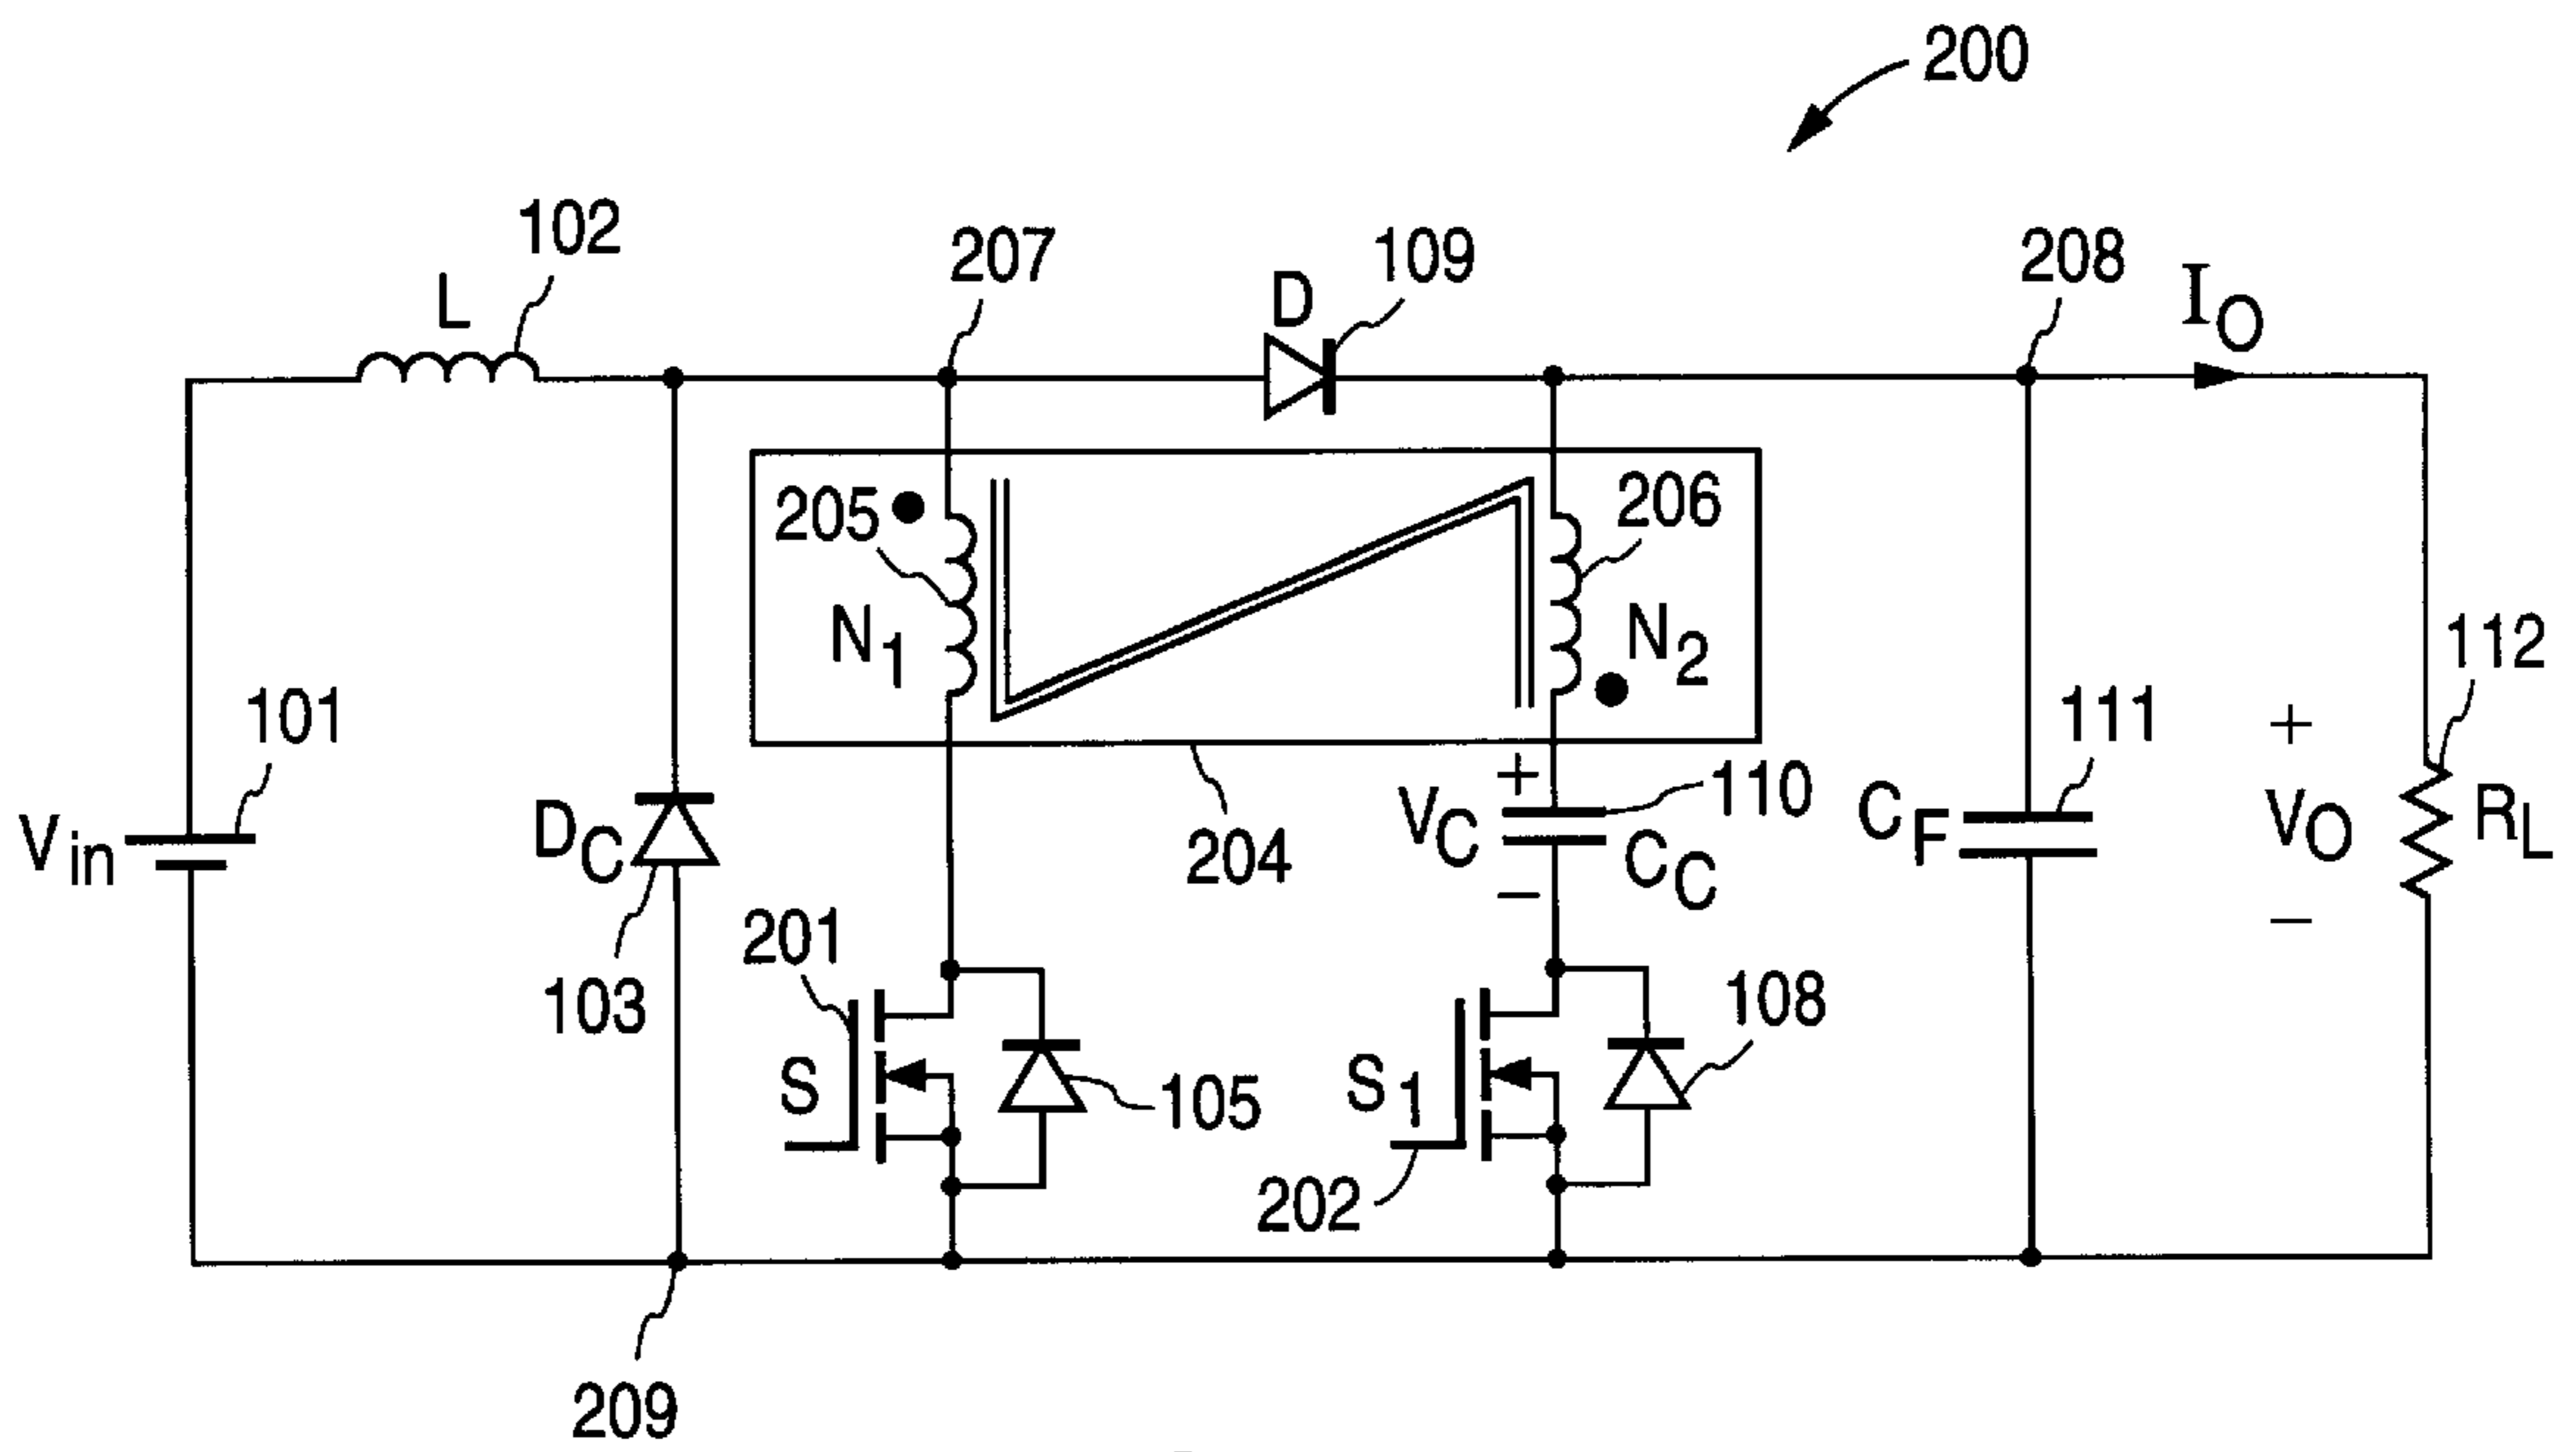 200
102
207
109
208
L
D
I_O
205
206
N_1
N_2
112
101
+
111
+
110
V_in
D_C
V_C
C_F
V_O
R_L
204
C_C
−
−
201
103
108
S
105
S_1
202
209